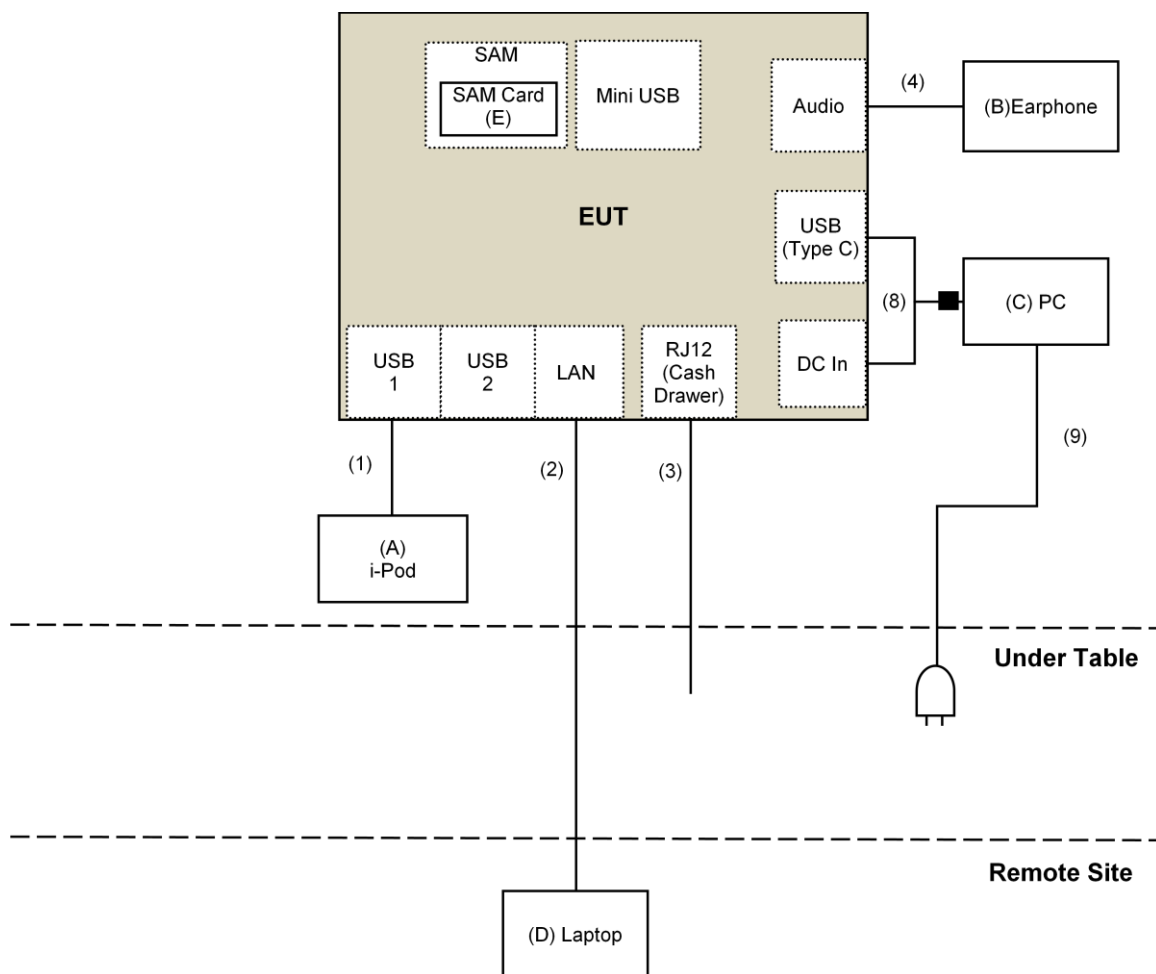 SAM
SAM Card
(E)
Mini USB
Audio
(4)
(B)Earphone
EUT
USB
(Type C)
(8)
(C) PC
DC In
USB
1
USB
2
LAN
RJ12
(Cash
Drawer)
(1)
(2)
(3)
(9)
(A)
i-Pod
Under Table
Remote Site
(D) Laptop